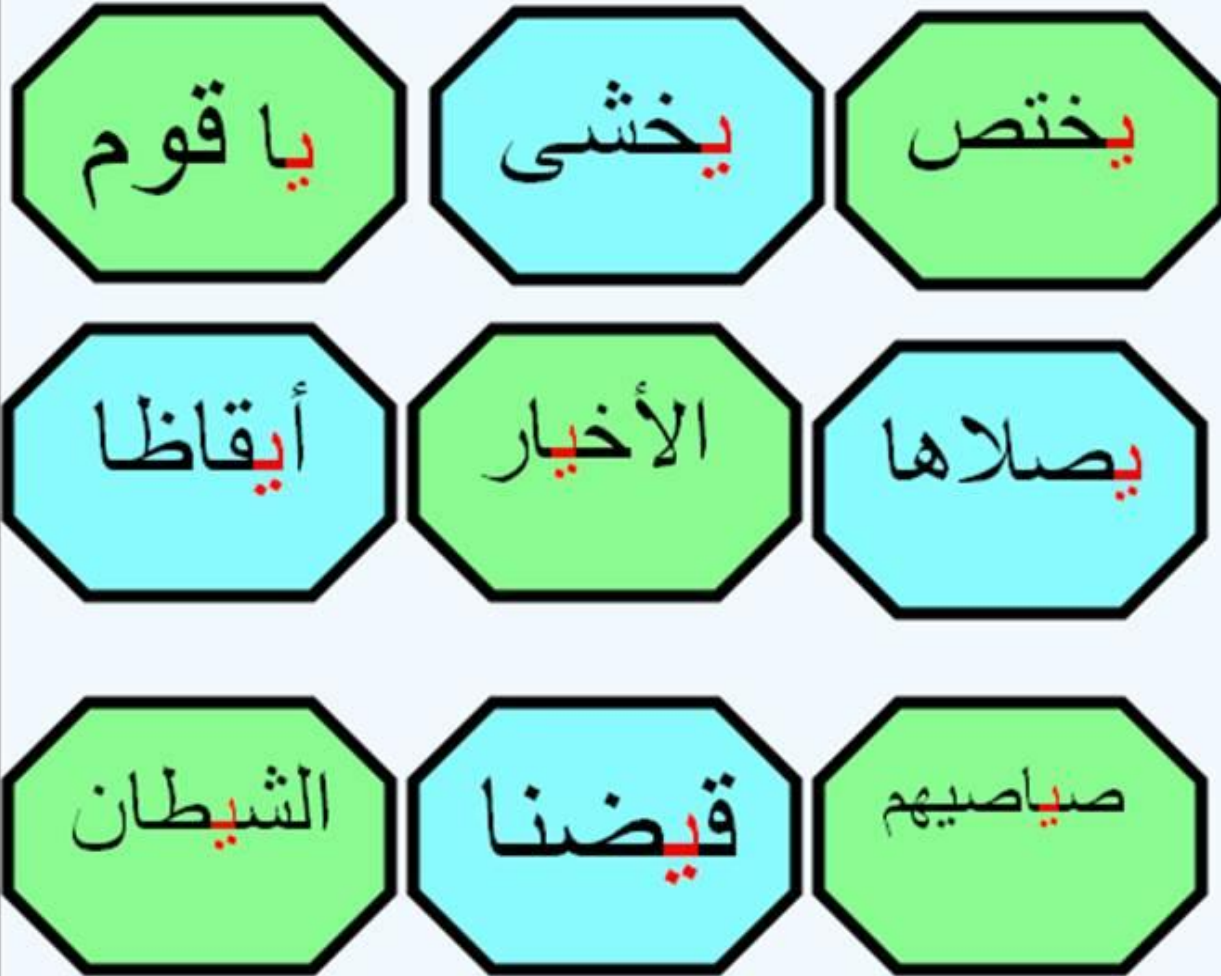 يختص
يخشى
يا قوم
يصلاها
الأخيار
أيقاظا
صياصيهم
قيضنا
الشيطان